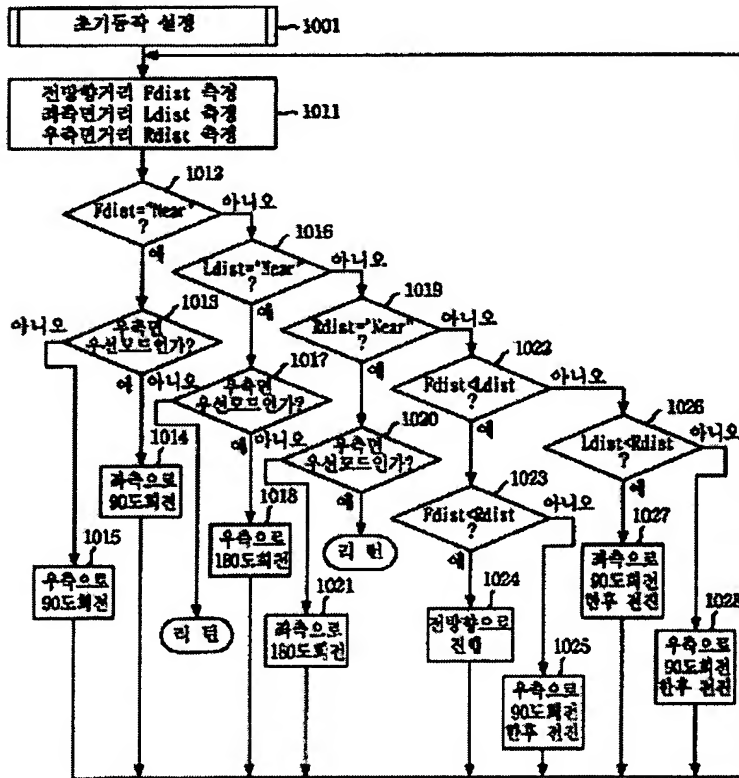 초기동작 설정
1001
전방향거리 Fdist 측정
좌측면거리 Ldist 측정
우측면거리 Rdist 측정
1011
1012
Fdist="Near"
?
아니오
예
1016
Ldist="Near"
?
아니오
예
1019
Rdist="Near"
?
아니오
예
1013
아니오
우측면
우선모드인가?
예
1017
아니오
우측면
우선모드인가?
예
1020
아니오
우측면
우선모드인가?
예
1022
Fdist<Ldist
?
아니오
예
1026
Ldist<Rdist
?
아니오
예
1023
Fdist<Rdist
?
아니오
예
1014
좌측으로
90도회전
1015
우측으로
90도회전
1018
우측으로
180도회전
리 턴
리 턴
1021
좌측으로
180도회전
1024
전방향으로
진행
1025
우측으로
90도회전
한후 전진
1027
좌측으로
90도회전
한후 전진
1028
우측으로
90도회전
한후 전진